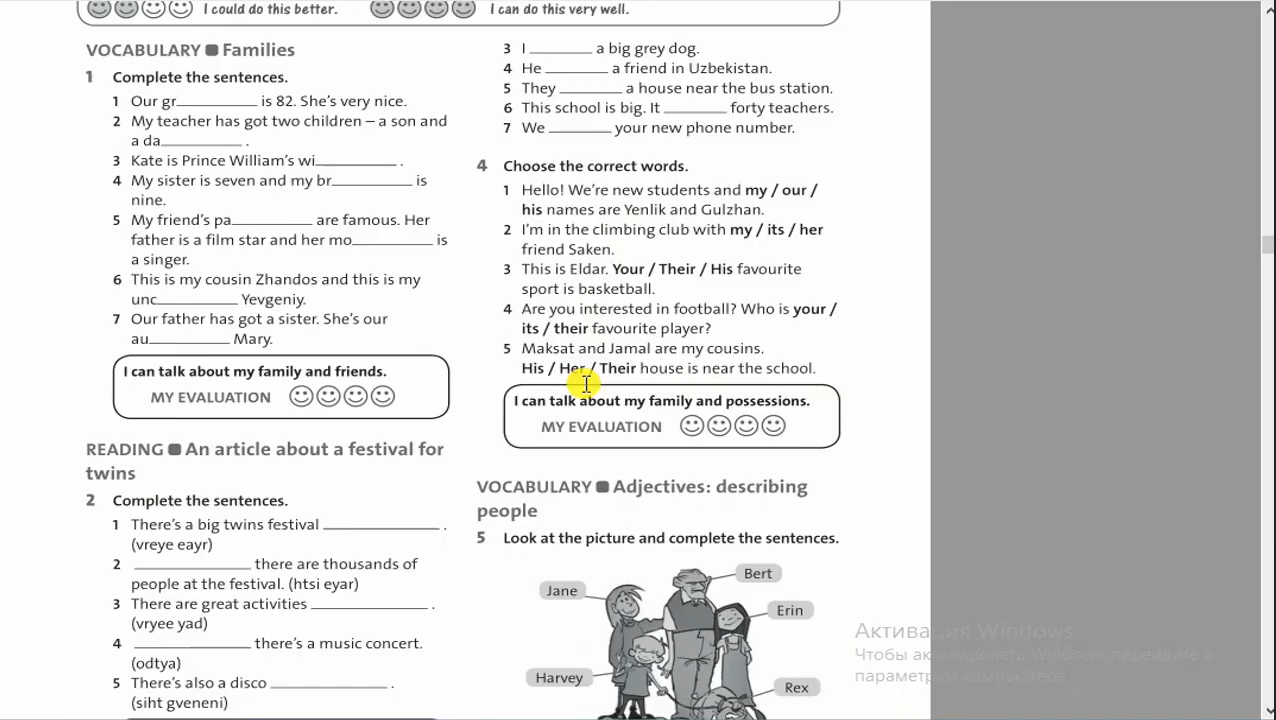 I could do this better.
I can do this very well.
VOCABULARY ■ Families
1 Complete the sentences.
1 Our gr__________ is 82. She's very nice.
2 My teacher has got two children – a son and
a da__________ .
3 Kate is Prince William's wi__________ .
4 My sister is seven and my br__________ is
nine.
5 My friend's pa__________ are famous. Her
father is a film star and her mo__________ is
a singer.
6 This is my cousin Zhandos and this is my
unc__________ Yevgeniy.
7 Our father has got a sister. She's our
au__________ Mary.
I can talk about my family and friends.
MY EVALUATION
READING ■ An article about a festival for
twins
2 Complete the sentences.
1 There's a big twins festival ______________ .
(vreye eayr)
2 ______________ there are thousands of
people at the festival. (htsi eyar)
3 There are great activities ______________ .
(vryee yad)
4 ______________ there's a music concert.
(odtya)
5 There's also a disco ______________ .
(siht gveneni)
3 I ________ a big grey dog.
4 He ________ a friend in Uzbekistan.
5 They ________ a house near the bus station.
6 This school is big. It ________ forty teachers.
7 We ________ your new phone number.
4 Choose the correct words.
1 Hello! We're new students and my / our /
his names are Yenlik and Gulzhan.
2 I'm in the climbing club with my / its / her
friend Saken.
3 This is Eldar. Your / Their / His favourite
sport is basketball.
4 Are you interested in football? Who is your /
its / their favourite player?
5 Maksat and Jamal are my cousins.
His / Her / Their house is near the school.
I can talk about my family and possessions.
MY EVALUATION
VOCABULARY ■ Adjectives: describing
people
5 Look at the picture and complete the sentences.
Bert
Jane
Erin
Harvey
Rex
Активация Windows
Чтобы активировать Windows, перейдите к
параметрам компьютера.